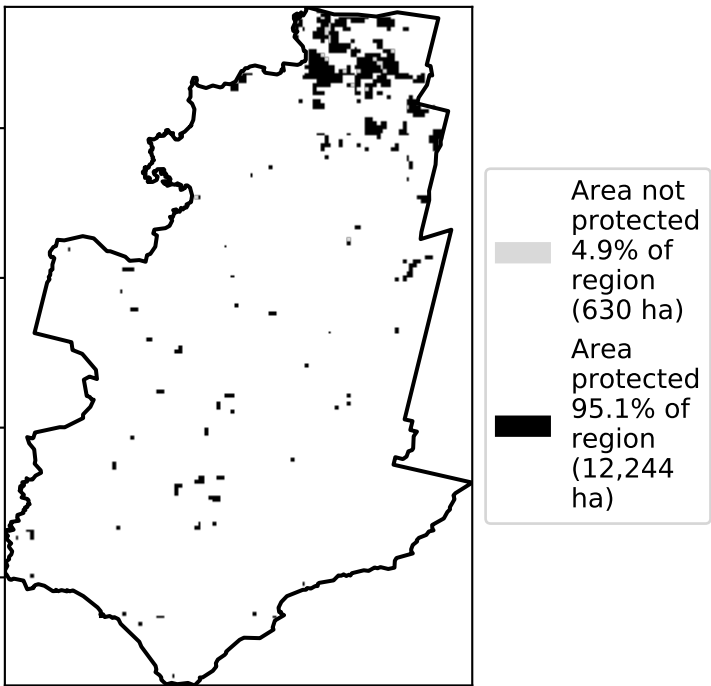 Area not
protected
4.9% of
region
(630 ha)
Area
protected
95.1% of
region
(12,244
ha)